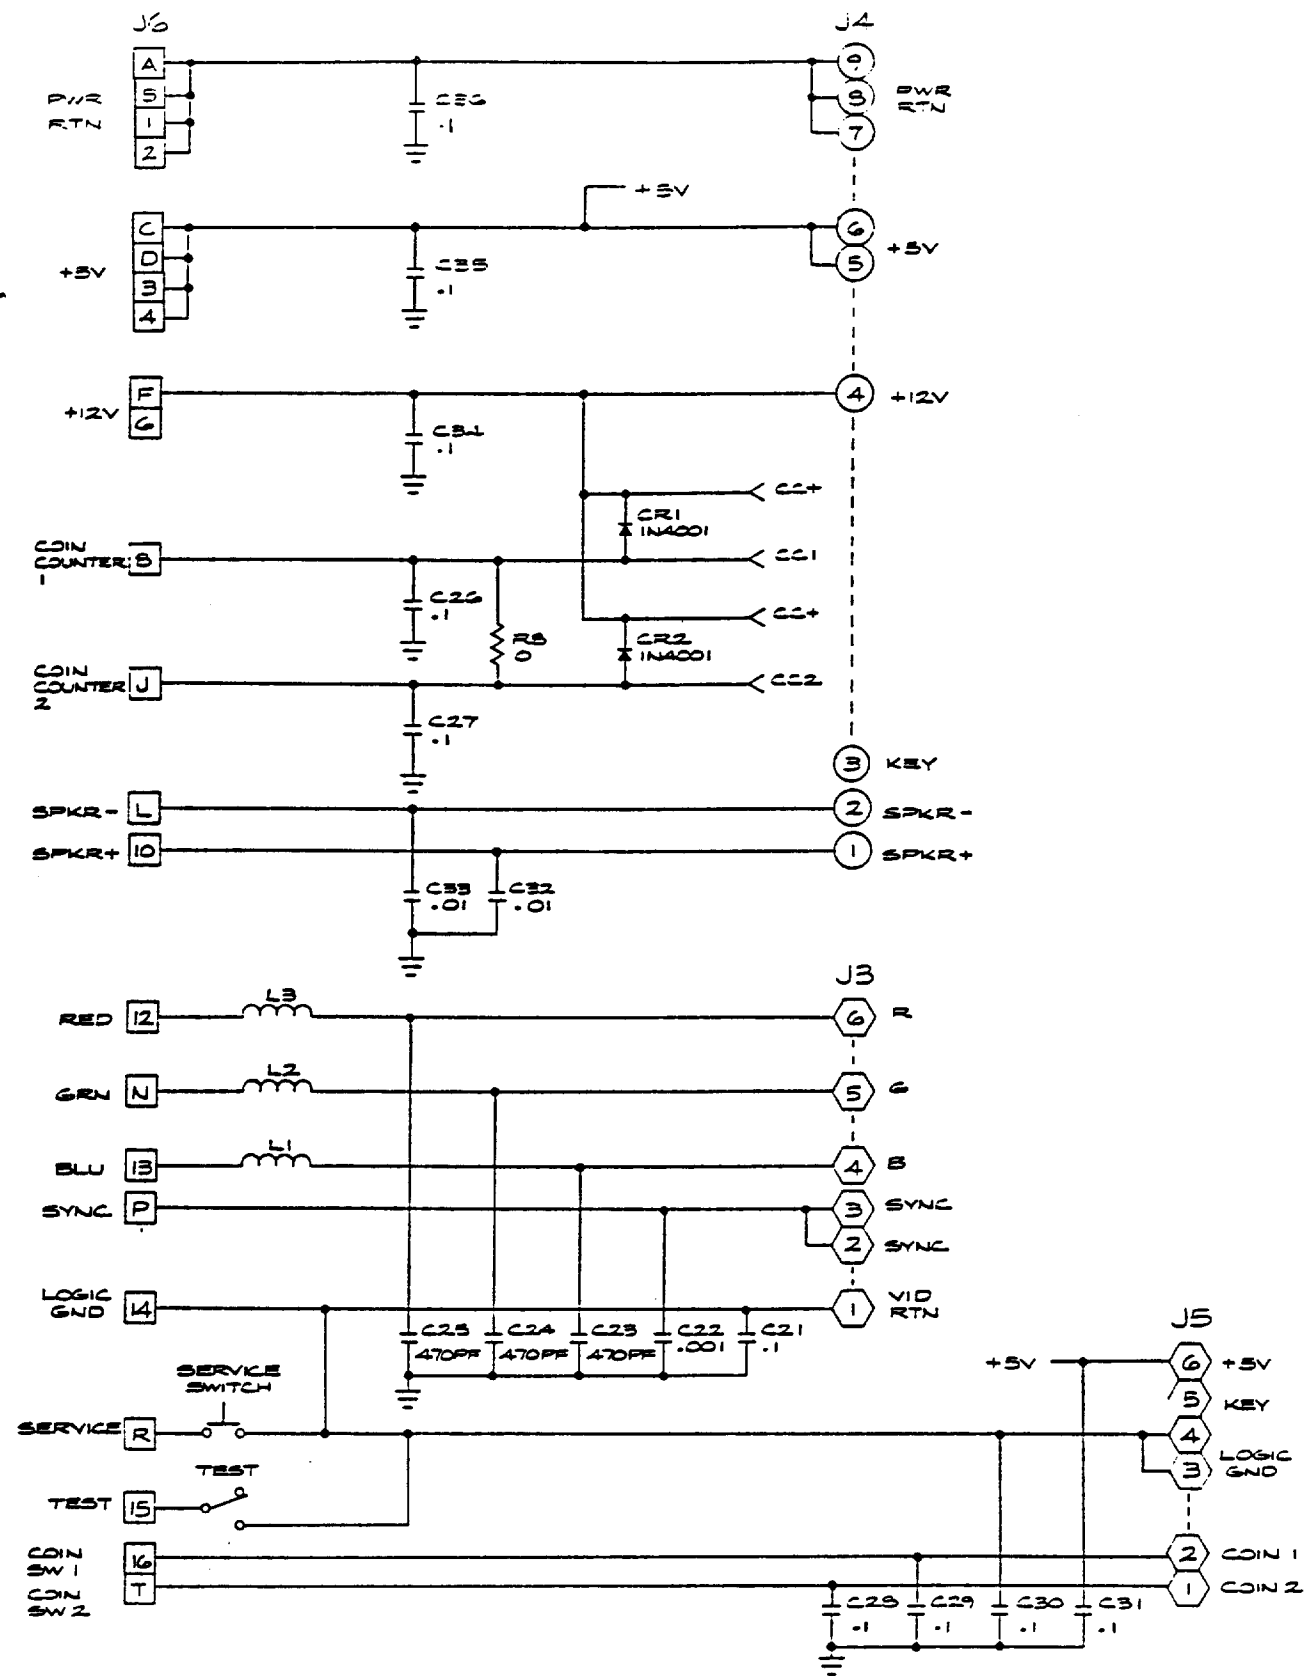 J6
J4
A
9
PWR
RTN
5
1
2
C36
.1
8
7
PWR
RTN
+5V
C
D
3
4
+5V
C35
.1
6
5
+5V
F
6
+12V
C34
.1
4
+12V
CC+
CR1
1N4001
COIN
COUNTER
1
8
CC1
C26
.1
R8
0
CC+
CR2
1N4001
COIN
COUNTER
2
J
CC2
C27
.1
3
KEY
SPKR-
L
2
SPKR-
SPKR+
10
1
SPKR+
C33
.01
C32
.01
J3
RED
12
L3
6
R
GRN
N
L2
5
G
BLU
13
L1
4
B
SYNC
P
3
SYNC
2
SYNC
LOGIC
GND
14
1
VID
RTN
C25
470PF
C24
470PF
C23
470PF
C22
.001
C21
.1
J5
+5V
6
+5V
5
KEY
SERVICE
SWITCH
SERVICE
R
4
3
LOGIC
GND
TEST
TEST
15
COIN
SW 1
16
2
COIN 1
COIN
SW 2
T
1
COIN 2
C28
.1
C29
.1
C30
.1
C31
.1